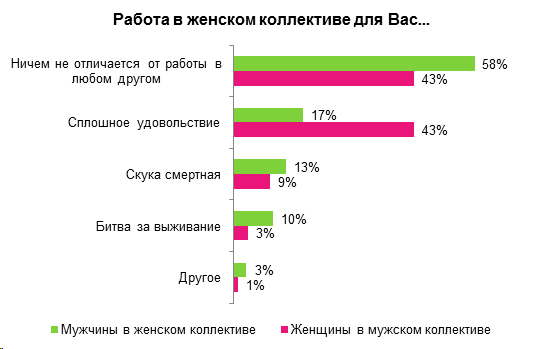 Работа в женском коллективе для Вас...
Ничем не отличается от работы в
любом другом
58%
43%
Сплошное удовольствие
17%
43%
Скука смертная
13%
9%
Битва за выживание
10%
3%
Другое
3%
1%
Мужчины в женском коллективе
Женщины в мужском коллективе